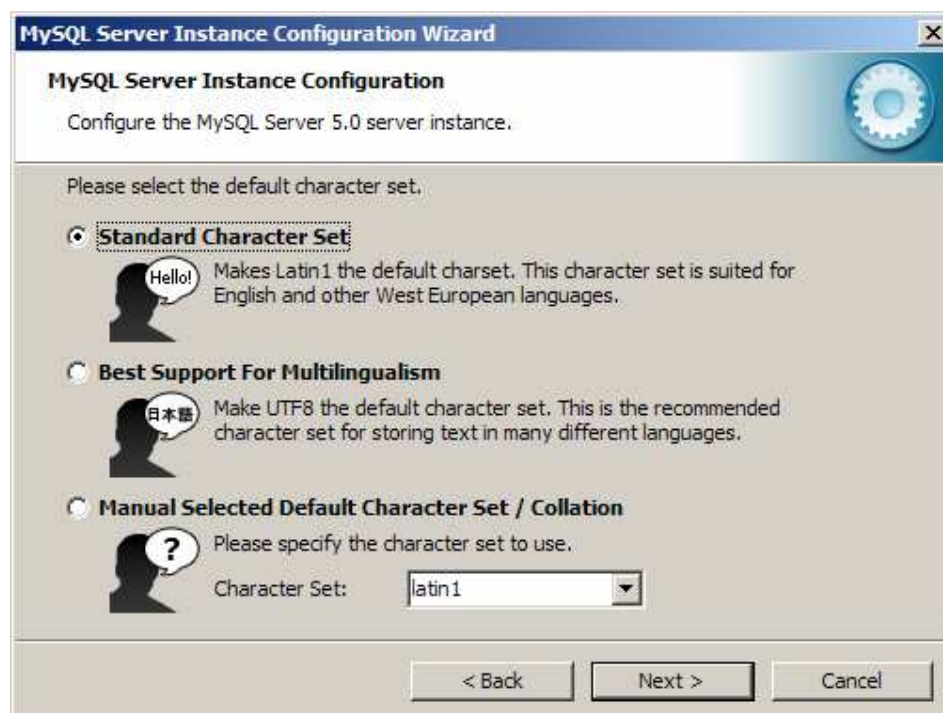 MySQL Server Instance Configuration Wizard
MySQL Server Instance Configuration
Configure the MySQL Server 5.0 server instance.
Please select the default character set.
Standard Character Set
Hello!
Makes Latin1 the default charset. This character set is suited for
English and other West European languages.
Best Support For Multilingualism
日本語
Make UTF8 the default character set. This is the recommended
character set for storing text in many different languages.
Manual Selected Default Character Set / Collation
?
Please specify the character set to use.
Character Set: latin1
< Back Next > Cancel